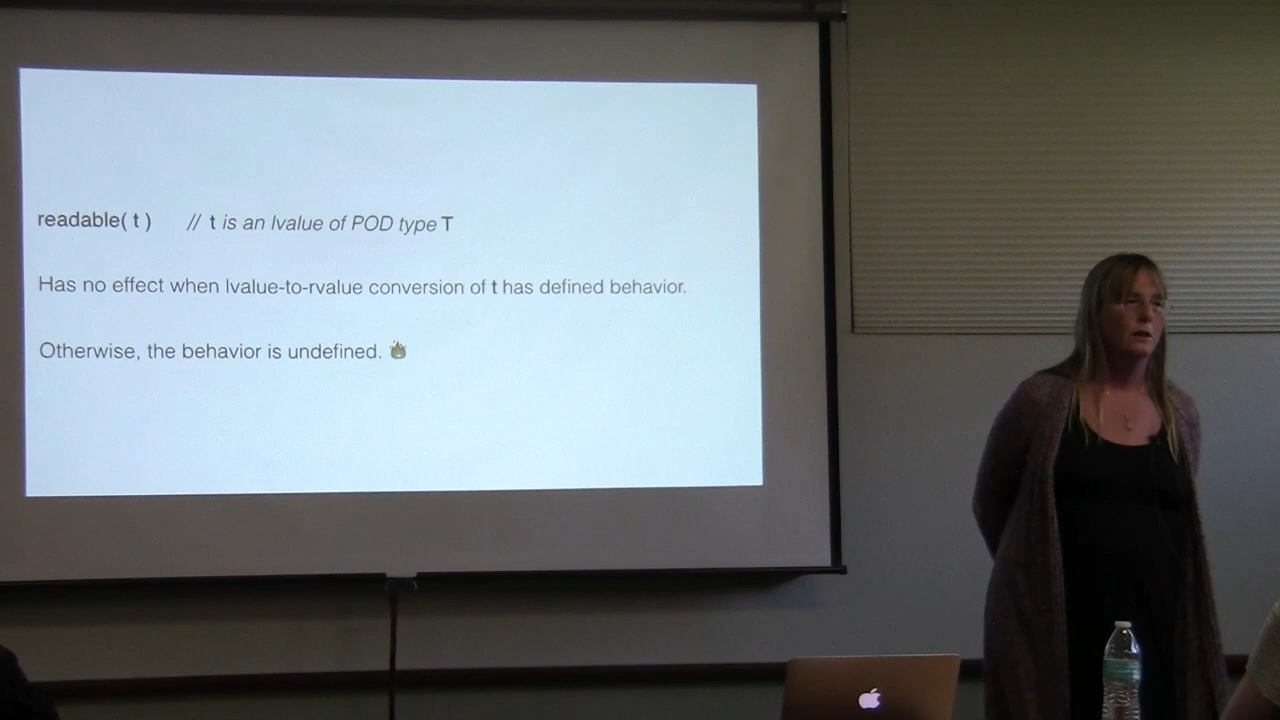 readable( t ) // t is an lvalue of POD type T
Has no effect when lvalue-to-rvalue conversion of t has defined behavior.
Otherwise, the behavior is undefined.